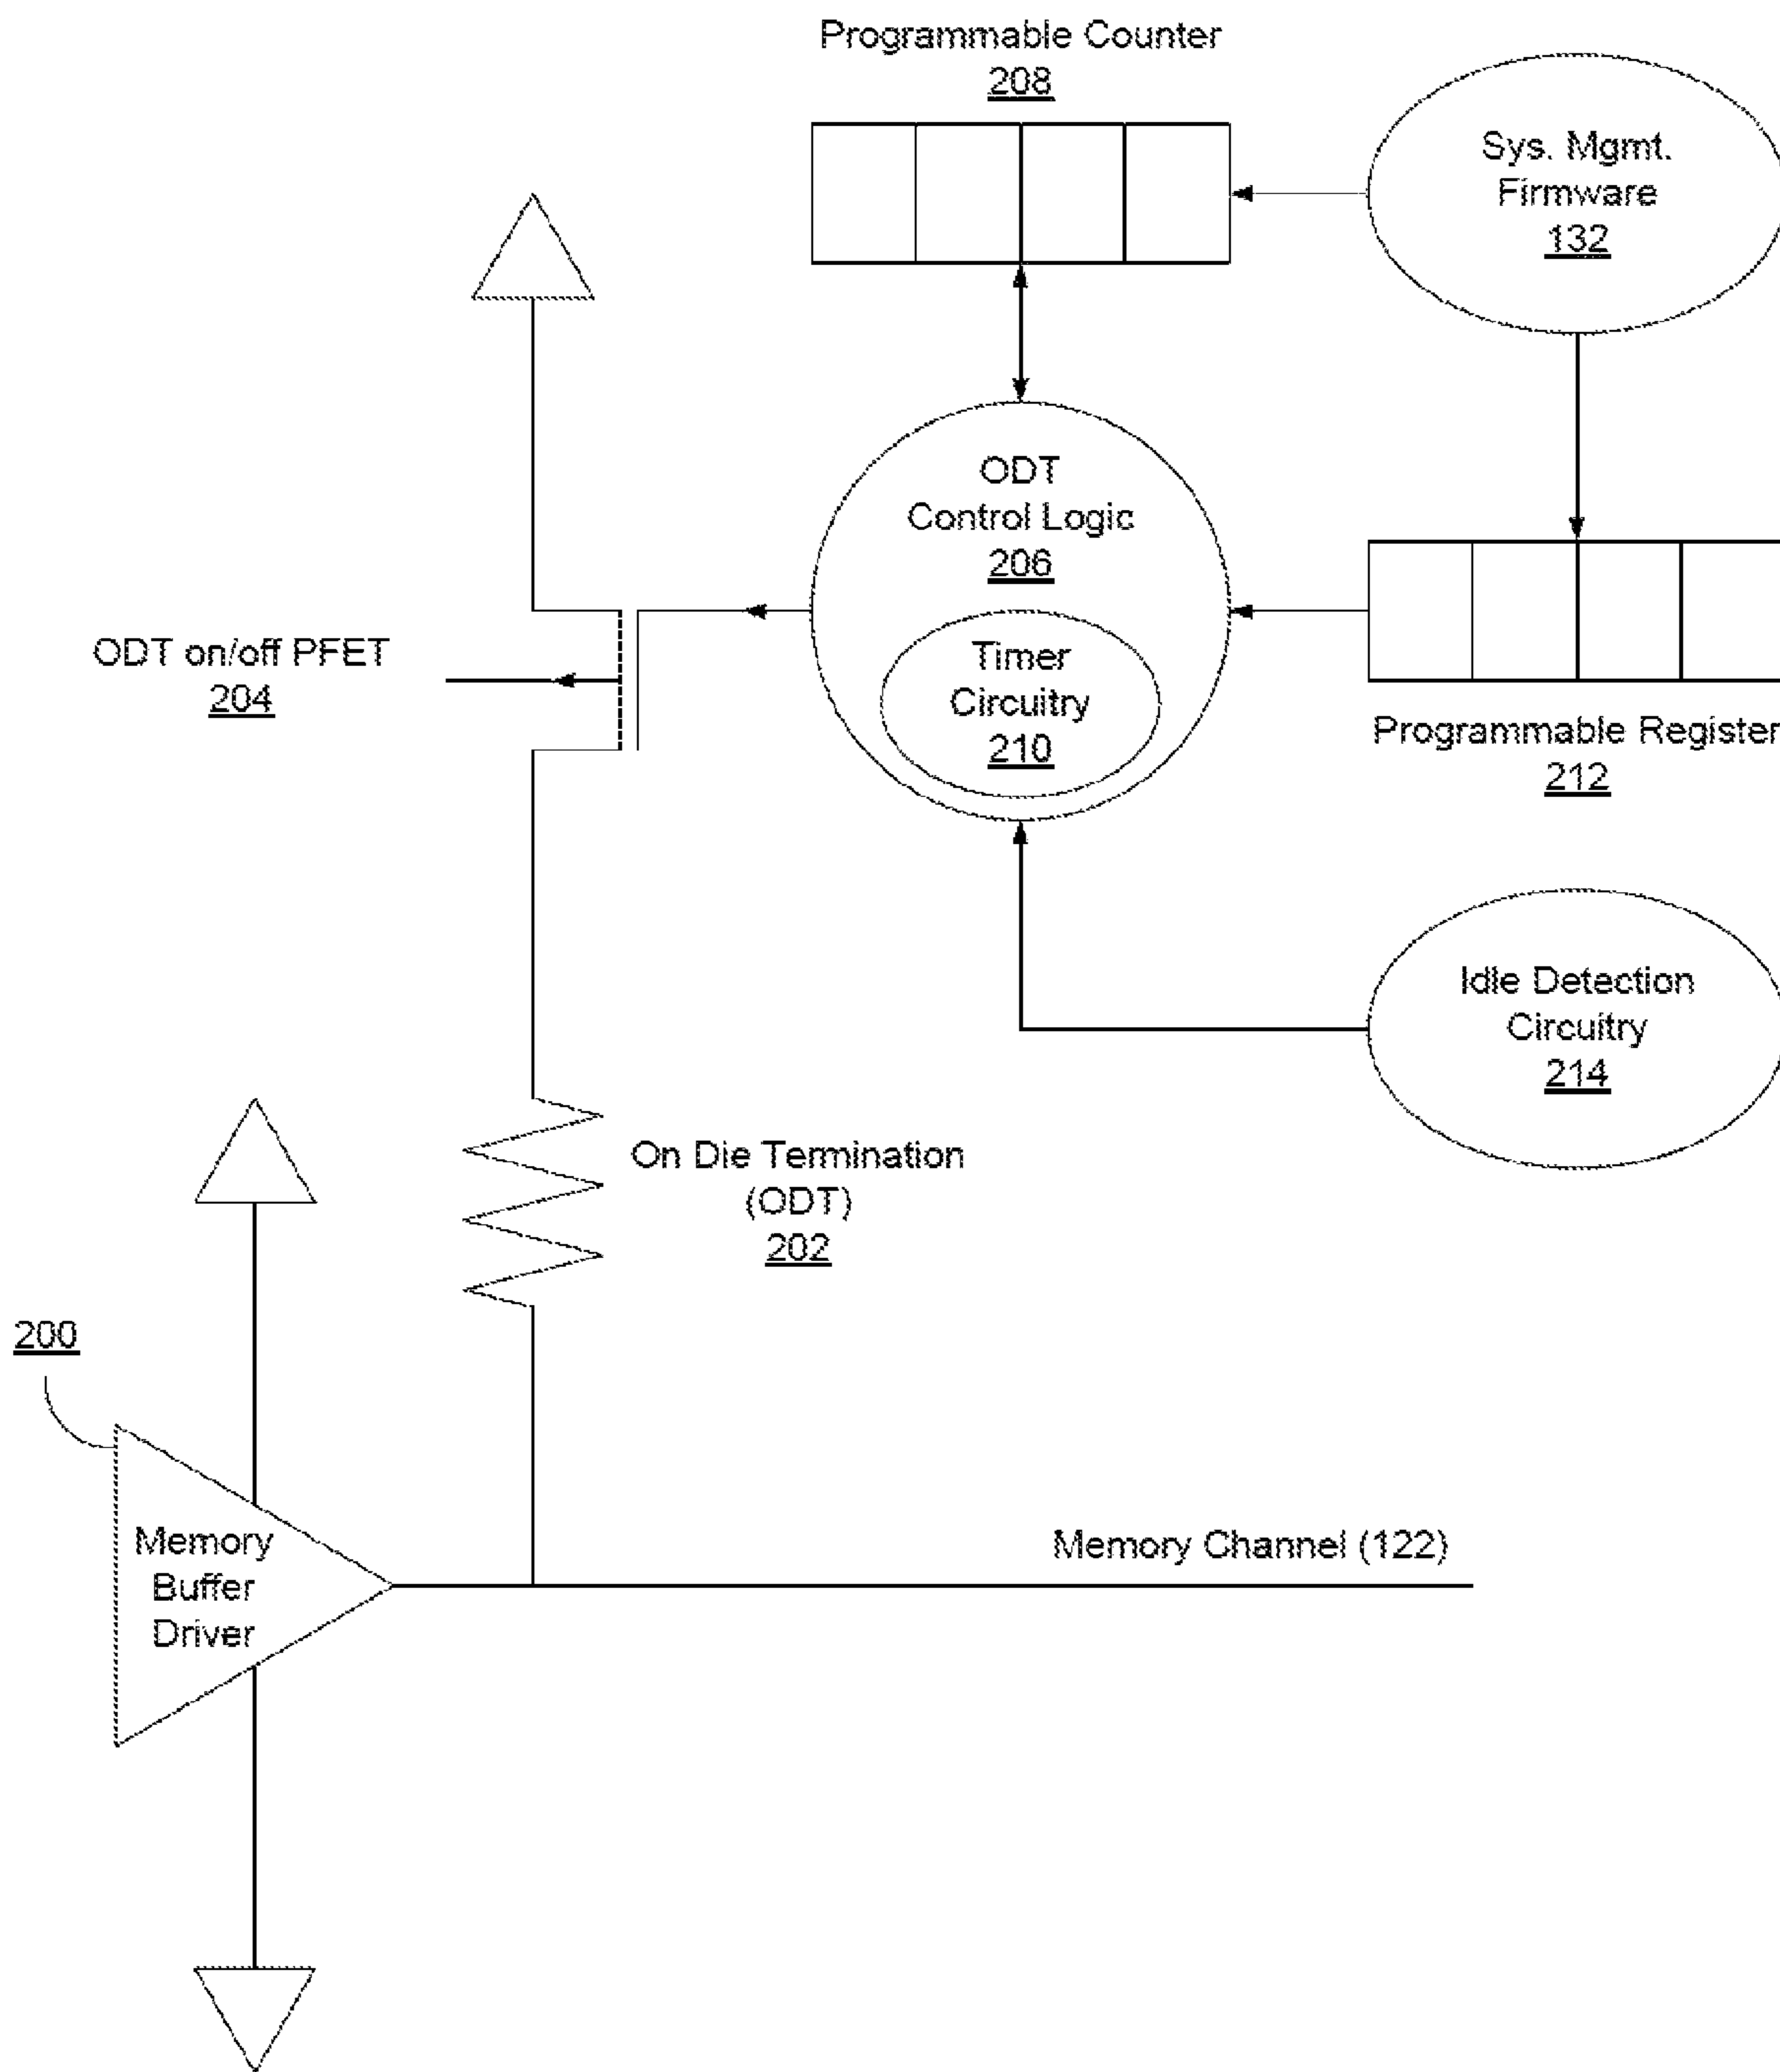 Programmable Counter
208
Sys. Mgmt.
Firmware
132
ODT
Control Logic
206
Timer
Circuitry
210
ODT on/off PFET
204
Programmable Register
212
Idle Detection
Circuitry
214
On Die Termination
(ODT)
202
200
Memory
Buffer
Driver
Memory Channel (122)